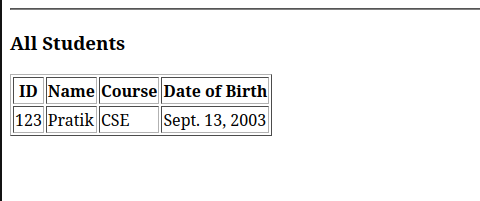 All Students
ID Name Course Date of Birth
123 Pratik CSE Sept. 13, 2003